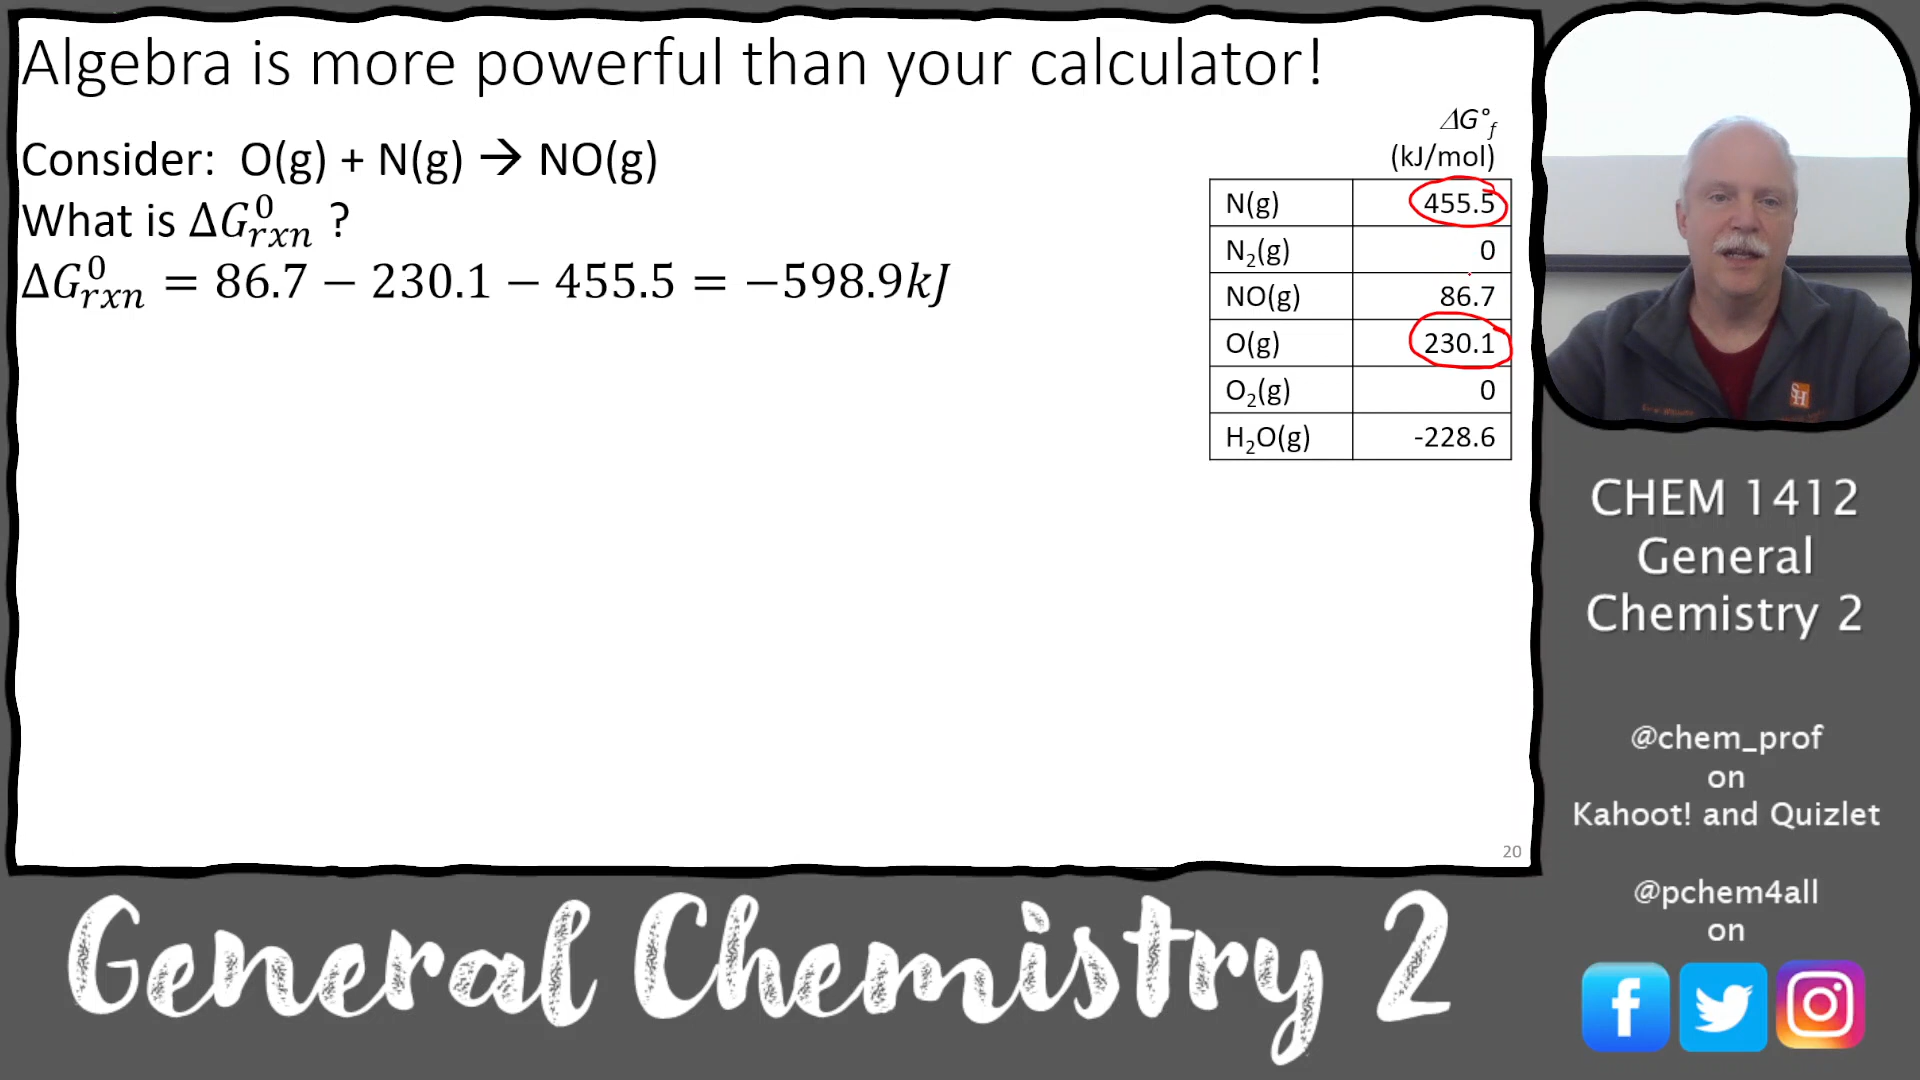 Algebra is more powerful than your calculator!
Consider: O(g) + N(g) → NO(g)
What is ΔG⁰rxn ?
ΔG⁰rxn = 86.7 − 230.1 − 455.5 = −598.9kJ
ΔG°f
(kJ/mol)
N(g) 455.5
N₂(g) 0
NO(g) 86.7
O(g) 230.1
O₂(g) 0
H₂O(g) -228.6
20
SH
CHEM 1412
General
Chemistry 2
@chem_prof
on
Kahoot! and Quizlet
@pchem4all
on
General Chemistry 2